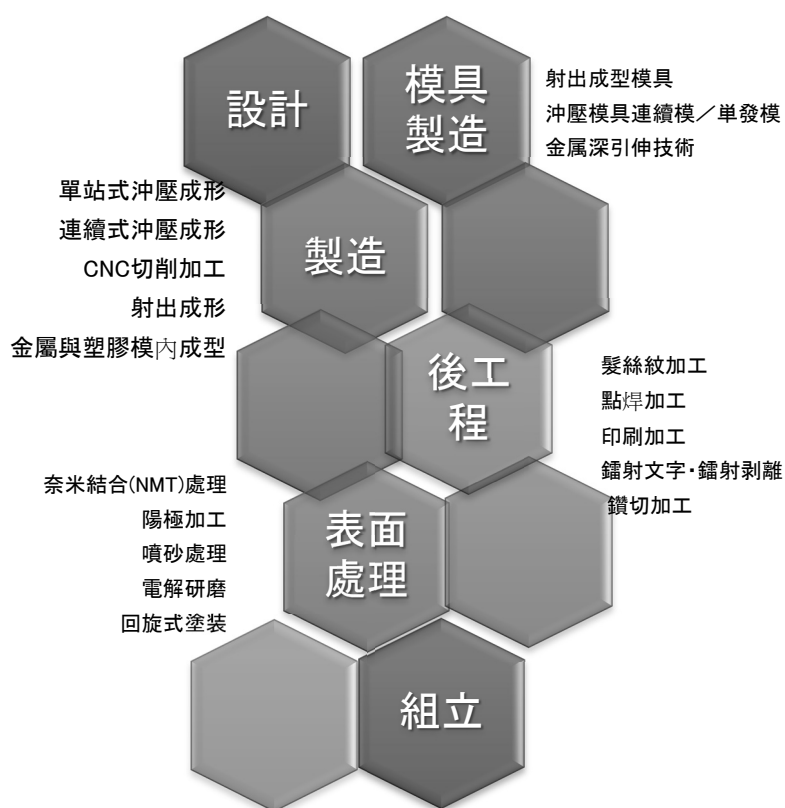 設計
模具
製造
射出成型模具
沖壓模具連續模／単發模
金属深引伸技術
單站式沖壓成形
連續式沖壓成形
CNC切削加工
射出成形
金屬與塑膠模內成型
製造
後工
程
髮絲紋加工
點焊加工
印刷加工
鐳射文字・鐳射剥離
鑽切加工
奈米結合(NMT)處理
陽極加工
噴砂處理
電解研磨
回旋式塗装
表面
處理
組立